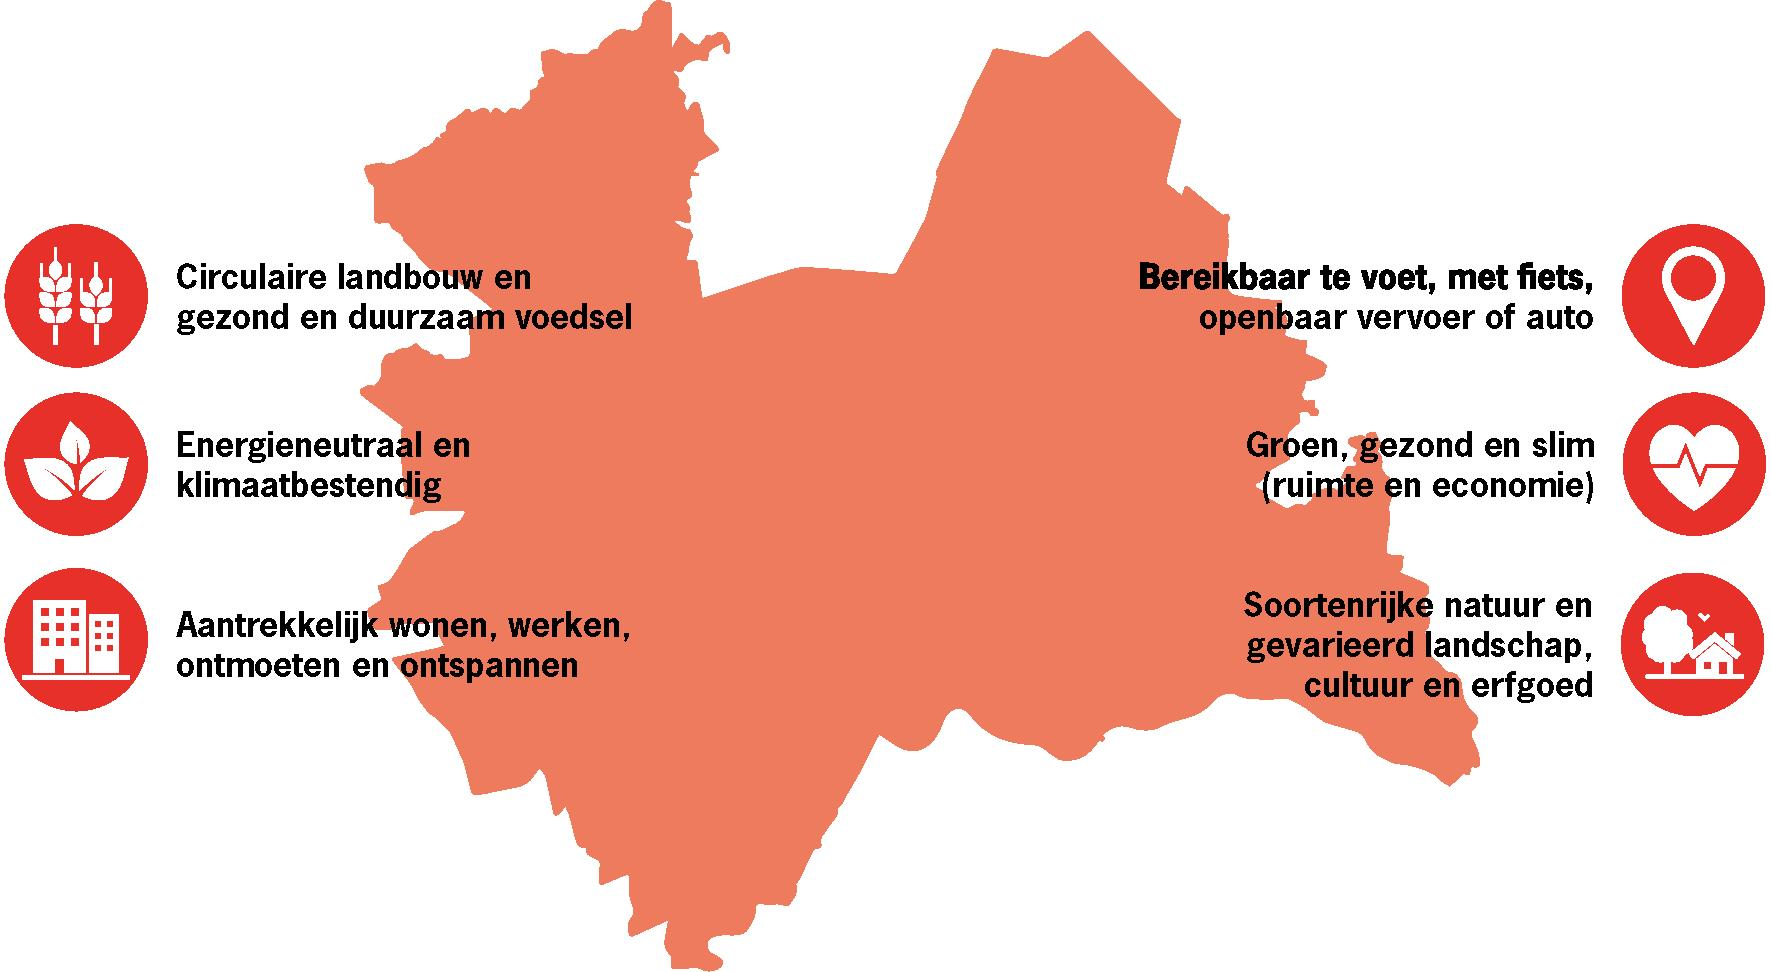 Circulaire landbouw en
gezond en duurzaam voedsel
Energieneutraal en
klimaatbestendig
Aantrekkelijk wonen, werken,
ontmoeten en ontspannen
Bereikbaar te voet, met fiets,
openbaar vervoer of auto
Groen, gezond en slim
(ruimte en economie)
Soortenrijke natuur en
gevarieerd landschap,
cultuur en erfgoed